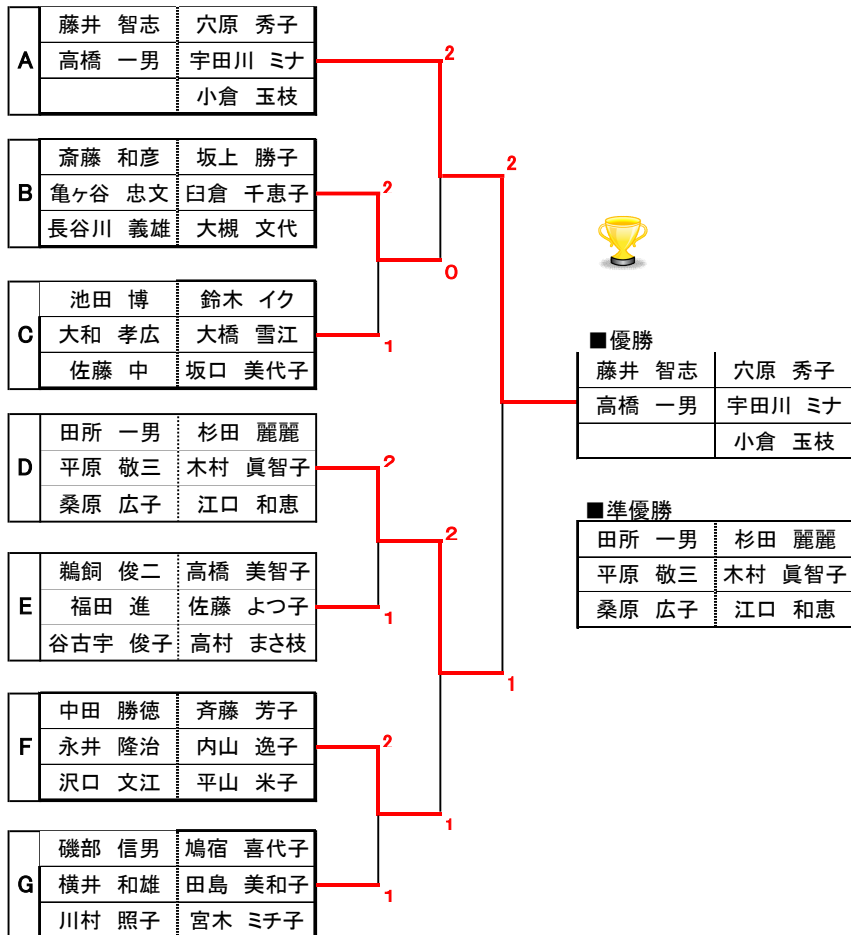 藤井 智志 穴原 秀子
A 高橋 一男 宇田川 ミナ
小倉 玉枝
2
斎藤 和彦 坂上 勝子
B 亀ヶ谷 忠文 臼倉 千恵子
長谷川 義雄 大槻 文代
2
2
0
池田 博 鈴木 イク
C 大和 孝広 大橋 雪江
佐藤 中 坂口 美代子
1
■優勝
藤井 智志 穴原 秀子
高橋 一男 宇田川 ミナ
小倉 玉枝
田所 一男 杉田 麗麗
D 平原 敬三 木村 眞智子
桑原 広子 江口 和恵
2
2
■準優勝
田所 一男 杉田 麗麗
平原 敬三 木村 眞智子
桑原 広子 江口 和恵
鵜飼 俊二 高橋 美智子
E 福田 進 佐藤 よつ子
谷古宇 俊子 高村 まさ枝
1
1
中田 勝徳 斉藤 芳子
F 永井 隆治 内山 逸子
沢口 文江 平山 米子
2
1
磯部 信男 鳩宿 喜代子
G 横井 和雄 田島 美和子
川村 照子 宮木 ミチ子
1